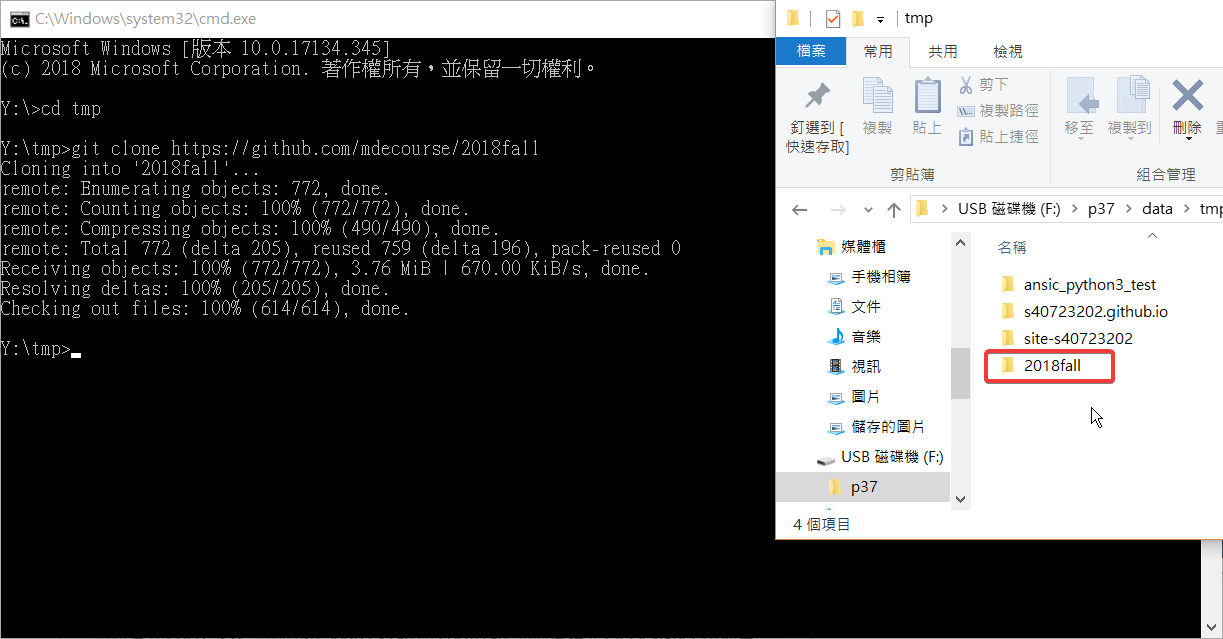 C:\Windows\system32\cmd.exe
Microsoft Windows [版本 10.0.17134.345]
(c) 2018 Microsoft Corporation. 著作權所有,並保留一切權利。
Y:\>cd tmp
Y:\tmp>git clone https://github.com/mdecourse/2018fall
Cloning into '2018fall'...
remote: Enumerating objects: 772, done.
remote: Counting objects: 100% (772/772), done.
remote: Compressing objects: 100% (490/490), done.
remote: Total 772 (delta 205), reused 759 (delta 196), pack-reused 0
Receiving objects: 100% (772/772), 3.76 MiB | 670.00 KiB/s, done.
Resolving deltas: 100% (205/205), done.
Checking out files: 100% (614/614), done.
Y:\tmp>
tmp
檔案 常用 共用 檢視
釘選到 [
快速存取]
複製
貼上
剪下
複製路徑
貼上捷徑
移至
複製到
刪除
剪貼簿
組合管理
USB 磁碟機 (F:) > p37 > data > tmp
媒體櫃
手機相簿
文件
音樂
視訊
圖片
儲存的圖片
USB 磁碟機 (F:)
p37
名稱
ansic_python3_test
s40723202.github.io
site-s40723202
2018fall
4 個項目